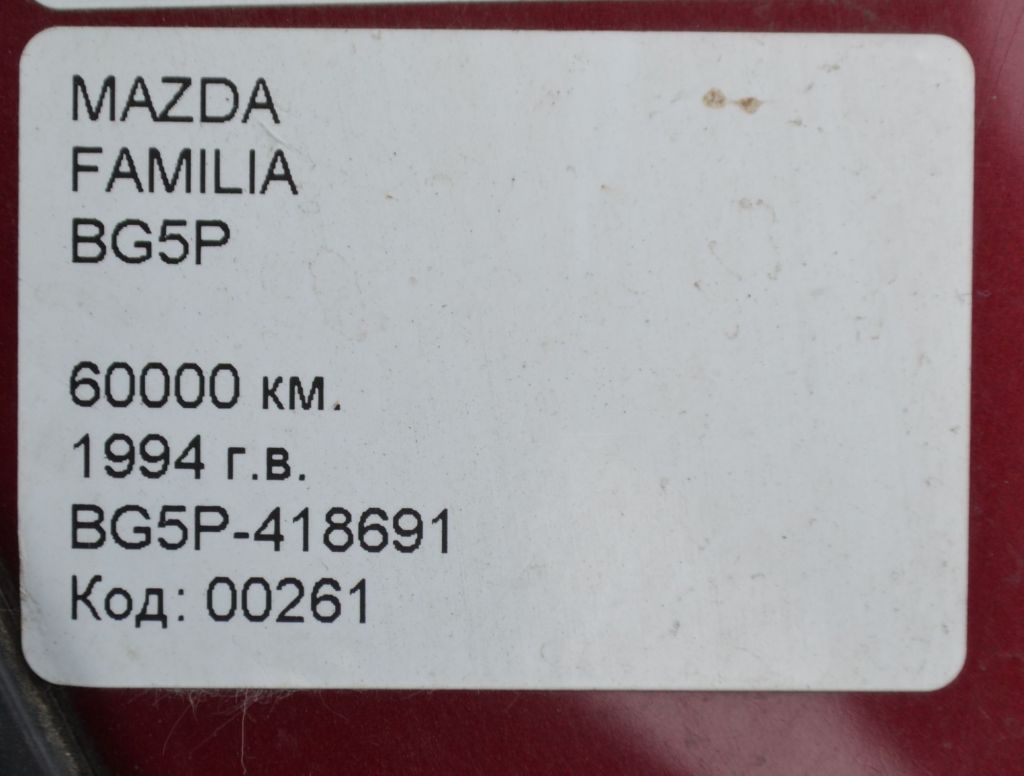 MAZDA
FAMILIA
BG5P
60000 км.
1994 г.в.
BG5P-418691
Код: 00261